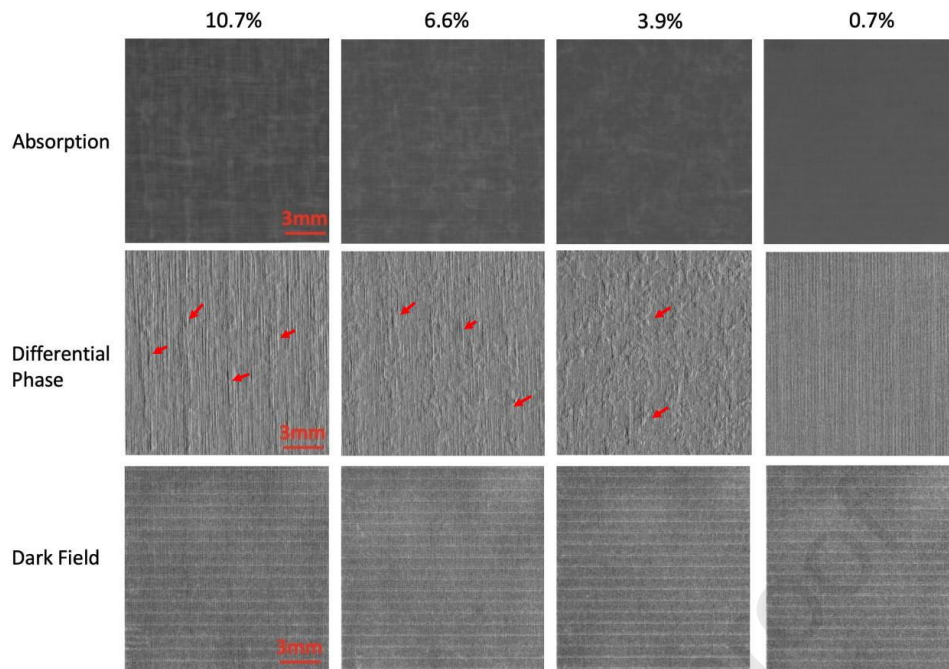 10.7% 6.6% 3.9% 0.7%
Absorption
3mm
Differential
Phase
3mm
Dark Field
3mm